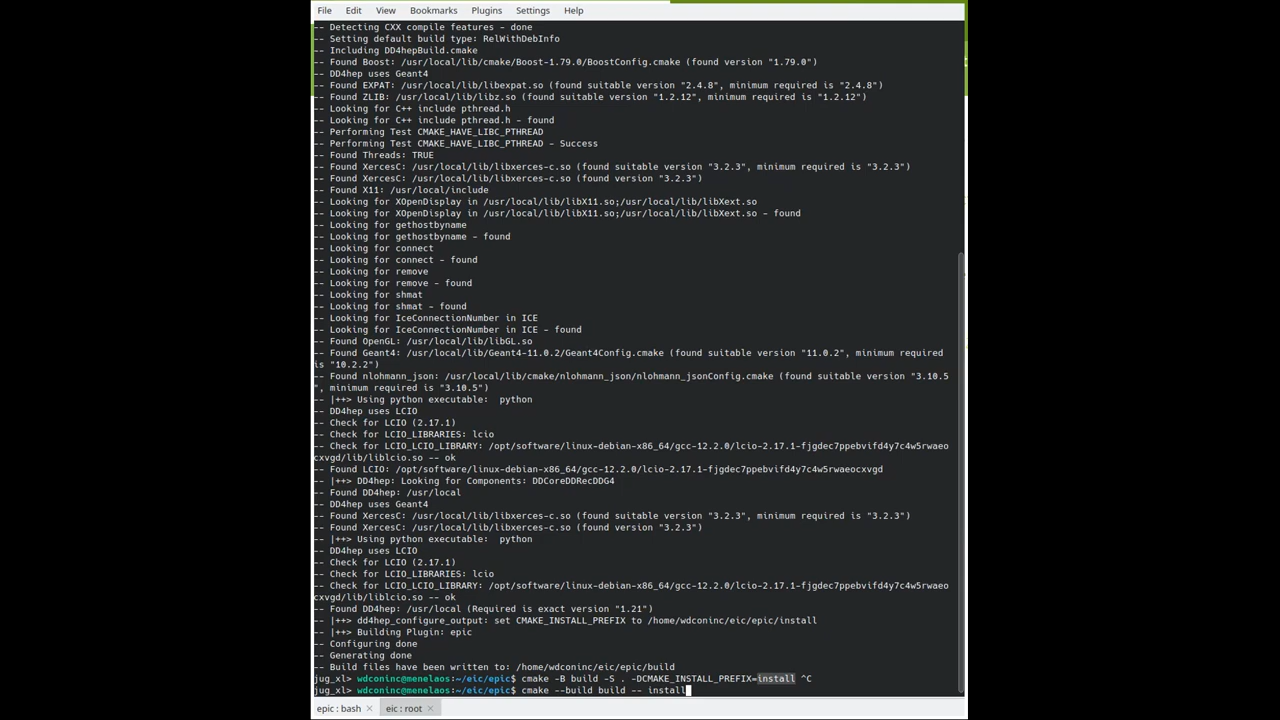 File Edit View Bookmarks Plugins Settings Help
-- Detecting CXX compile features - done
-- Setting default build type: RelWithDebInfo
-- Including DD4hepBuild.cmake
-- Found Boost: /usr/local/lib/cmake/Boost-1.79.0/BoostConfig.cmake (found version "1.79.0")
-- DD4hep uses Geant4
-- Found EXPAT: /usr/local/lib/libexpat.so (found suitable version "2.4.8", minimum required is "2.4.8")
-- Found ZLIB: /usr/local/lib/libz.so (found suitable version "1.2.12", minimum required is "1.2.12")
-- Looking for C++ include pthread.h
-- Looking for C++ include pthread.h - found
-- Performing Test CMAKE_HAVE_LIBC_PTHREAD
-- Performing Test CMAKE_HAVE_LIBC_PTHREAD - Success
-- Found Threads: TRUE
-- Found XercesC: /usr/local/lib/libxerces-c.so (found suitable version "3.2.3", minimum required is "3.2.3")
-- Found XercesC: /usr/local/lib/libxerces-c.so (found version "3.2.3")
-- Found X11: /usr/local/include
-- Looking for XOpenDisplay in /usr/local/lib/libX11.so;/usr/local/lib/libXext.so
-- Looking for XOpenDisplay in /usr/local/lib/libX11.so;/usr/local/lib/libXext.so - found
-- Looking for gethostbyname
-- Looking for gethostbyname - found
-- Looking for connect
-- Looking for connect - found
-- Looking for remove
-- Looking for remove - found
-- Looking for shmat
-- Looking for shmat - found
-- Looking for IceConnectionNumber in ICE
-- Looking for IceConnectionNumber in ICE - found
-- Found OpenGL: /usr/local/lib/libGL.so
-- Found Geant4: /usr/local/lib/Geant4-11.0.2/Geant4Config.cmake (found suitable version "11.0.2", minimum required
is "10.2.2")
-- Found nlohmann_json: /usr/local/lib/cmake/nlohmann_json/nlohmann_jsonConfig.cmake (found suitable version "3.10.5
", minimum required is "3.10.5")
-- |++> Using python executable:  python
-- DD4hep uses LCIO
-- Check for LCIO (2.17.1)
-- Check for LCIO_LIBRARIES: lcio
-- Check for LCIO_LCIO_LIBRARY: /opt/software/linux-debian-x86_64/gcc-12.2.0/lcio-2.17.1-fjgdec7ppebvifd4y7c4w5rwaeo
cxvgd/lib/liblcio.so -- ok
-- Found LCIO: /opt/software/linux-debian-x86_64/gcc-12.2.0/lcio-2.17.1-fjgdec7ppebvifd4y7c4w5rwaeocxvgd
-- |++> DD4hep: Looking for Components: DDCoreDDRecDDG4
-- Found DD4hep: /usr/local
-- DD4hep uses Geant4
-- Found XercesC: /usr/local/lib/libxerces-c.so (found suitable version "3.2.3", minimum required is "3.2.3")
-- Found XercesC: /usr/local/lib/libxerces-c.so (found version "3.2.3")
-- |++> Using python executable:  python
-- DD4hep uses LCIO
-- Check for LCIO (2.17.1)
-- Check for LCIO_LIBRARIES: lcio
-- Check for LCIO_LCIO_LIBRARY: /opt/software/linux-debian-x86_64/gcc-12.2.0/lcio-2.17.1-fjgdec7ppebvifd4y7c4w5rwaeo
cxvgd/lib/liblcio.so -- ok
-- Found DD4hep: /usr/local (Required is exact version "1.21")
-- |++> dd4hep_configure_output: set CMAKE_INSTALL_PREFIX to /home/wdconinc/eic/epic/install
-- |++> Building Plugin: epic
-- Configuring done
-- Generating done
-- Build files have been written to: /home/wdconinc/eic/epic/build
jug_xl> wdconinc@menelaos:~/eic/epic$ cmake -B build -S . -DCMAKE_INSTALL_PREFIX=install ^C
jug_xl> wdconinc@menelaos:~/eic/epic$ cmake --build build -- install
epic : bash
eic : root